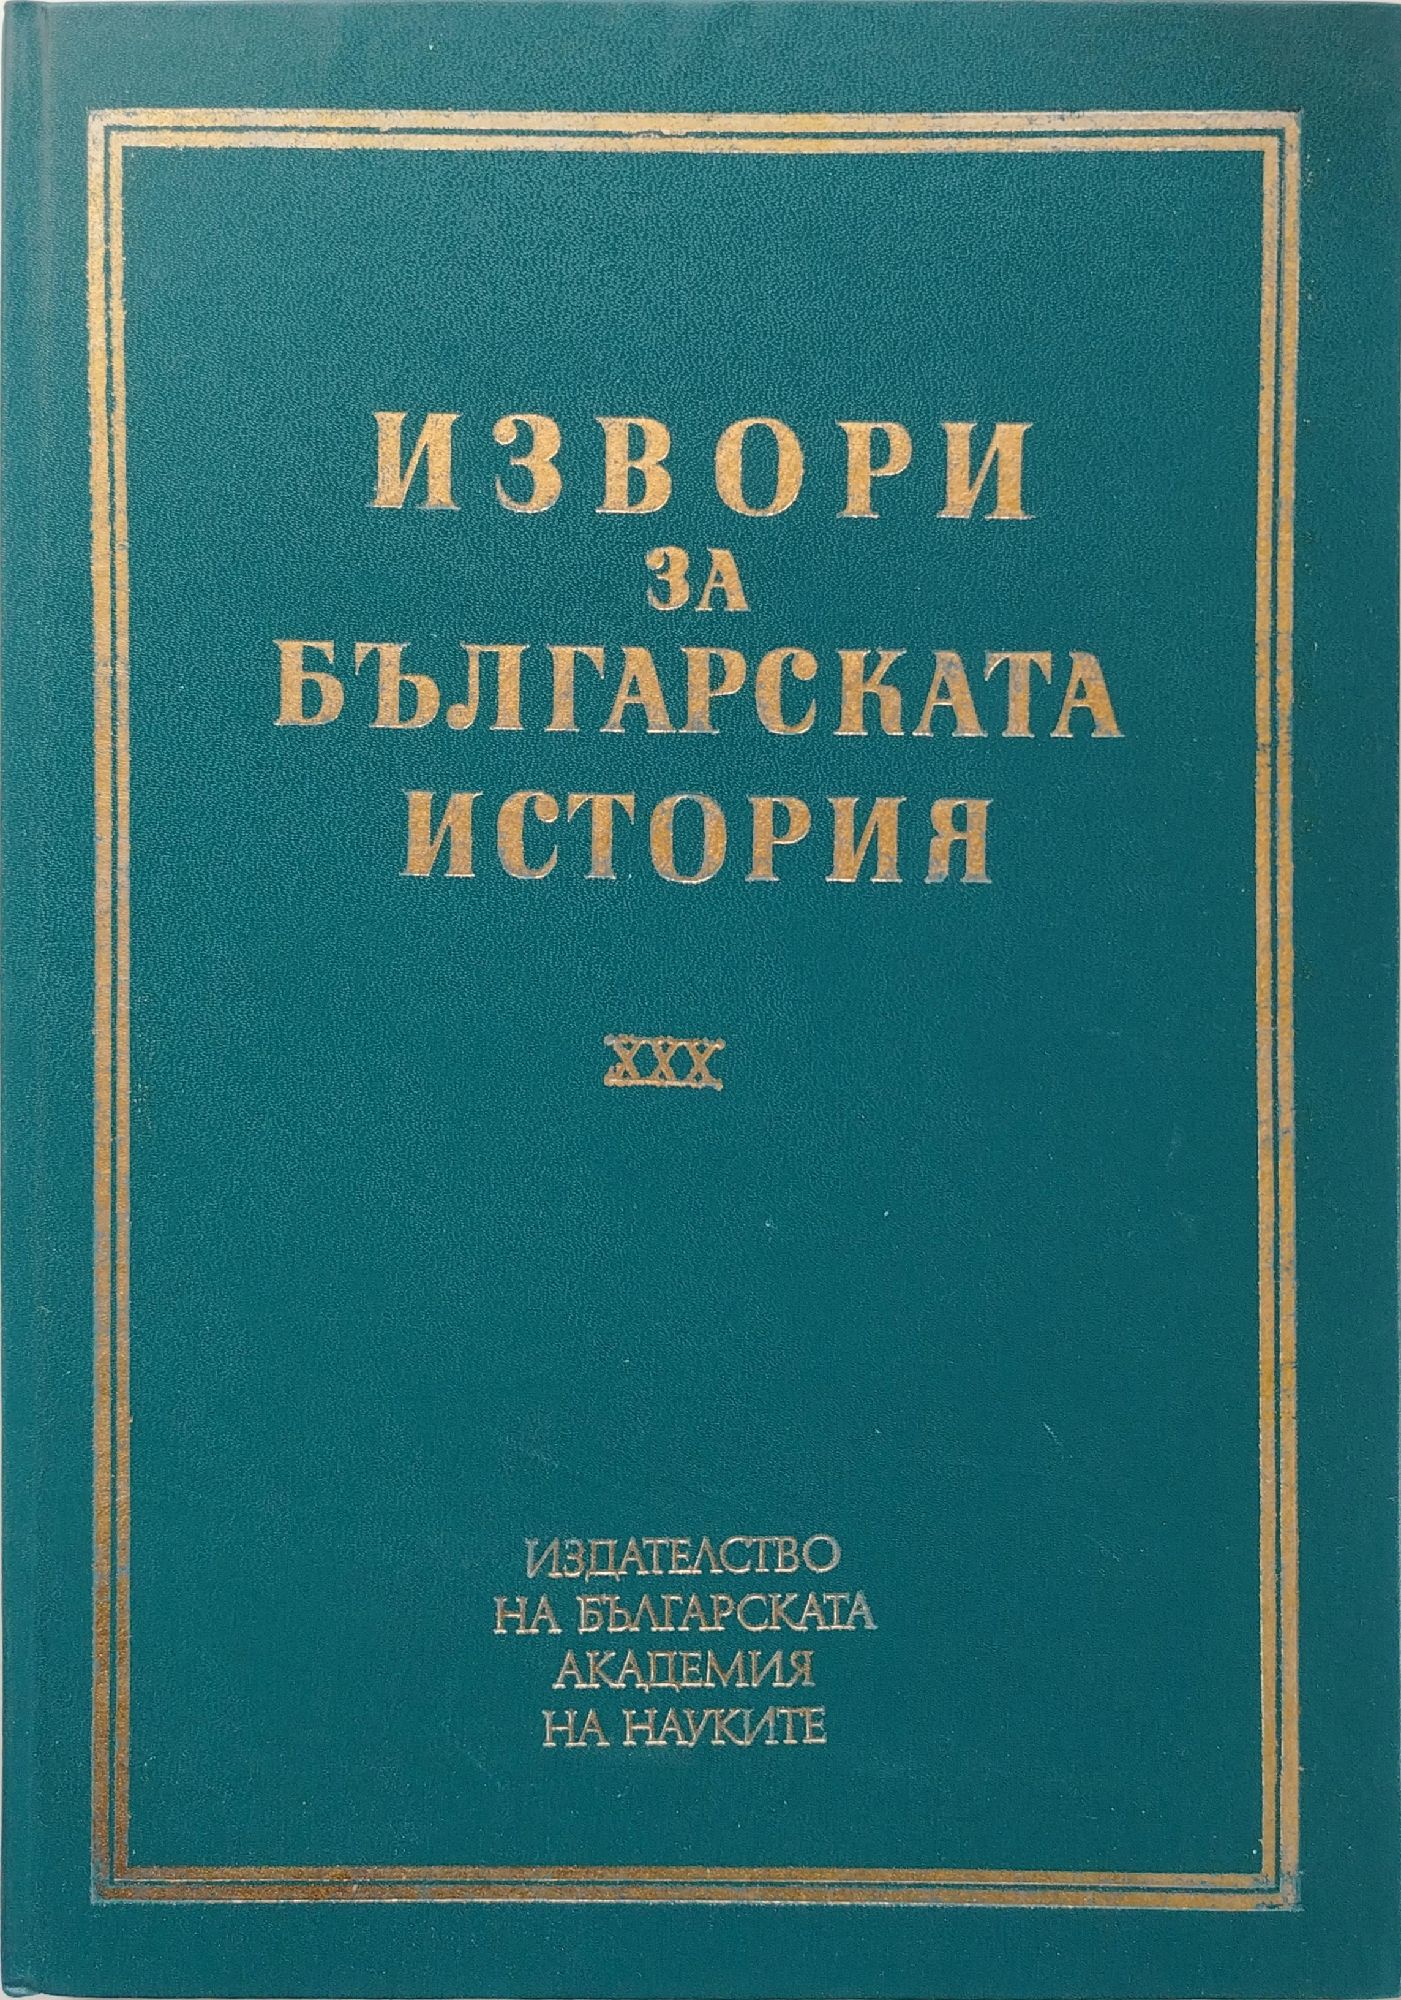 ИЗВОРИ
ЗА
БЪЛГАРСКАТА
ИСТОРИЯ
XXX
ИЗДАТЕЛСТВО
НА БЪЛГАРСКАТА
АКАДЕМИЯ
НА НАУКИТЕ